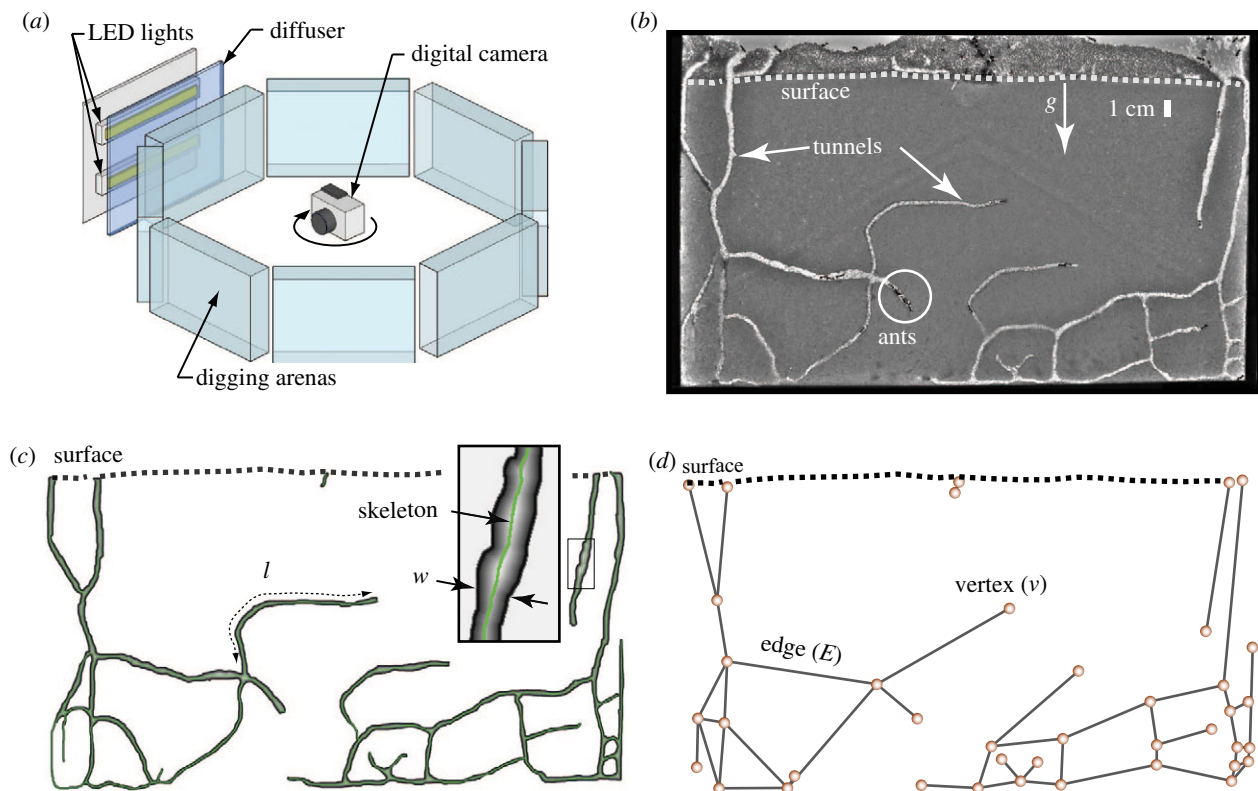 (a)
LED lights
diffuser
digital camera
digging arenas
(b)
surface
g
1 cm
tunnels
ants
(c)
surface
skeleton
w
l
(d)
surface
vertex (v)
edge (E)